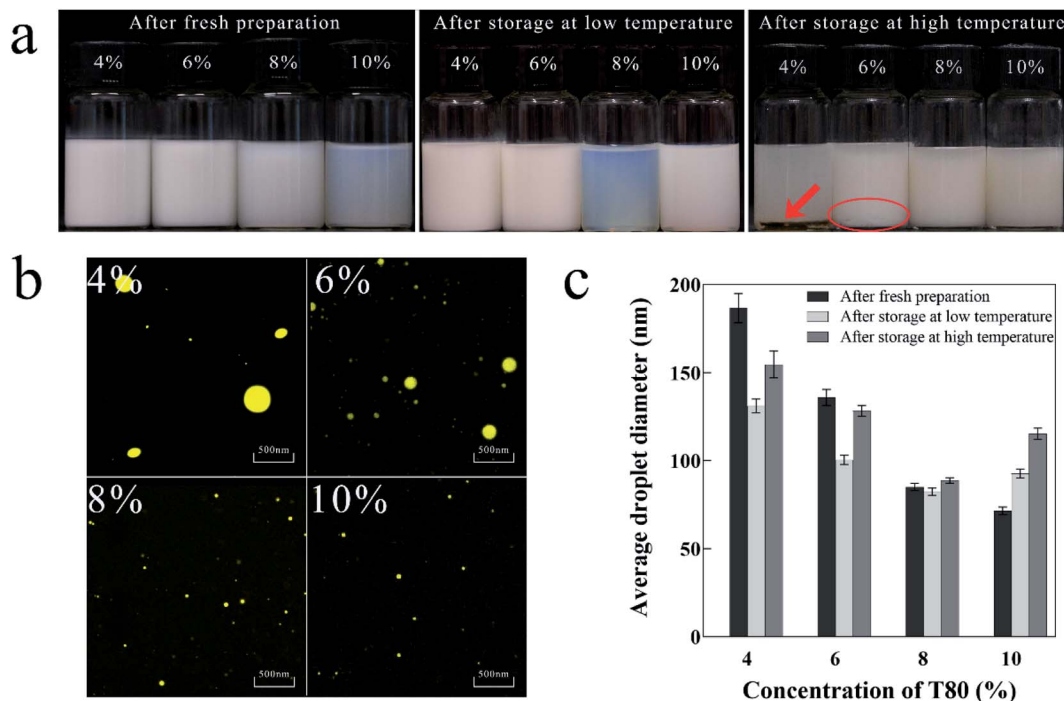 a
After fresh preparation
4% 6% 8% 10%
After storage at low temperature
4% 6% 8% 10%
After storage at high temperature
4% 6% 8% 10%
b
4%
500nm
6%
500nm
8%
500nm
10%
500nm
c
Average droplet diameter (nm)
200
150
100
50
0
After fresh preparation
After storage at low temperature
After storage at high temperature
4 6 8 10
Concentration of T80 (%)